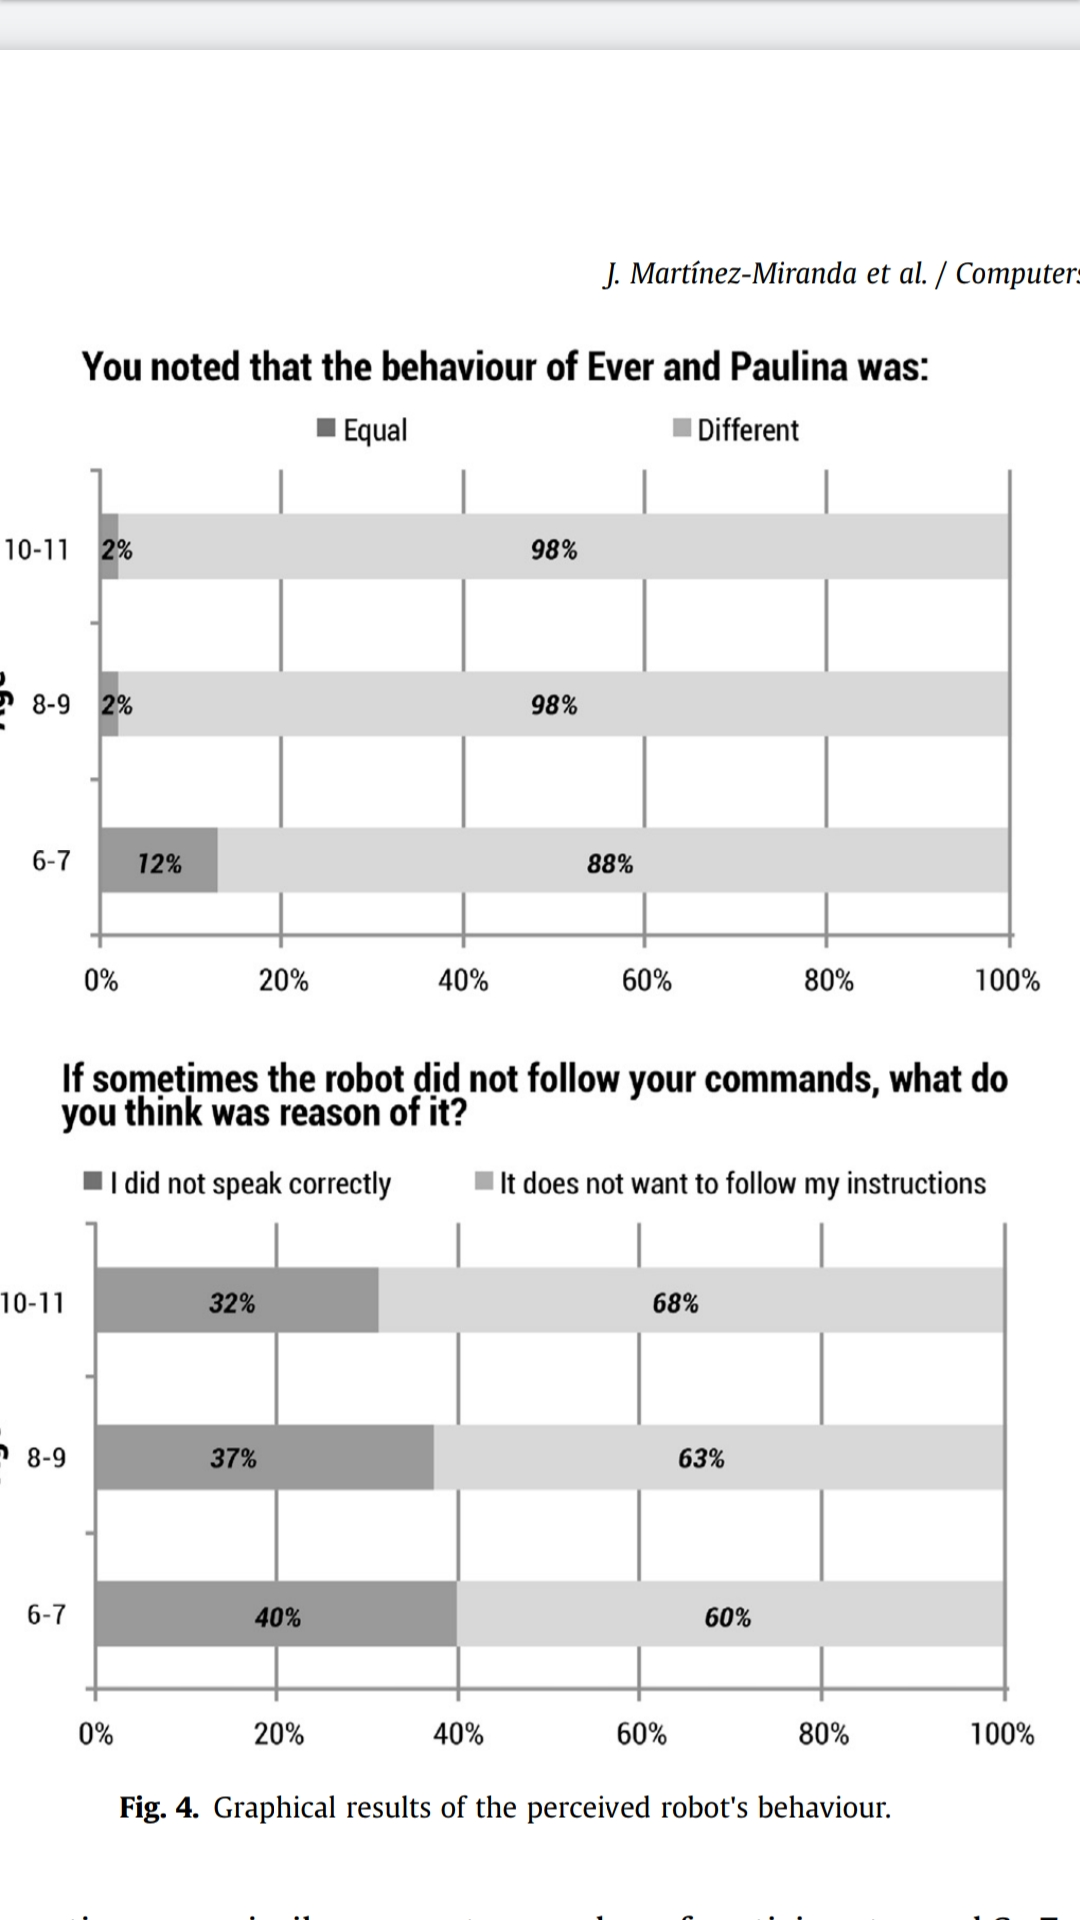 J. Martínez-Miranda et al. / Computers
You noted that the behaviour of Ever and Paulina was:
Equal Different
10-11 2% 98%
8-9 2% 98%
6-7 12% 88%
0% 20% 40% 60% 80% 100%
If sometimes the robot did not follow your commands, what do
you think was reason of it?
I did not speak correctly It does not want to follow my instructions
10-11 32% 68%
8-9 37% 63%
6-7 40% 60%
0% 20% 40% 60% 80% 100%
Fig. 4. Graphical results of the perceived robot's behaviour.